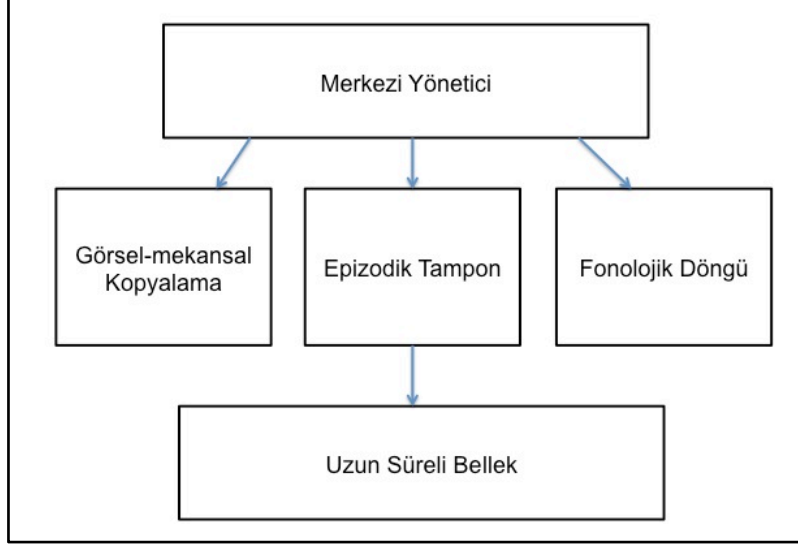 Merkezi Yönetici
Görsel-mekansal
Kopyalama
Epizodik Tampon
Fonolojik Döngü
Uzun Süreli Bellek